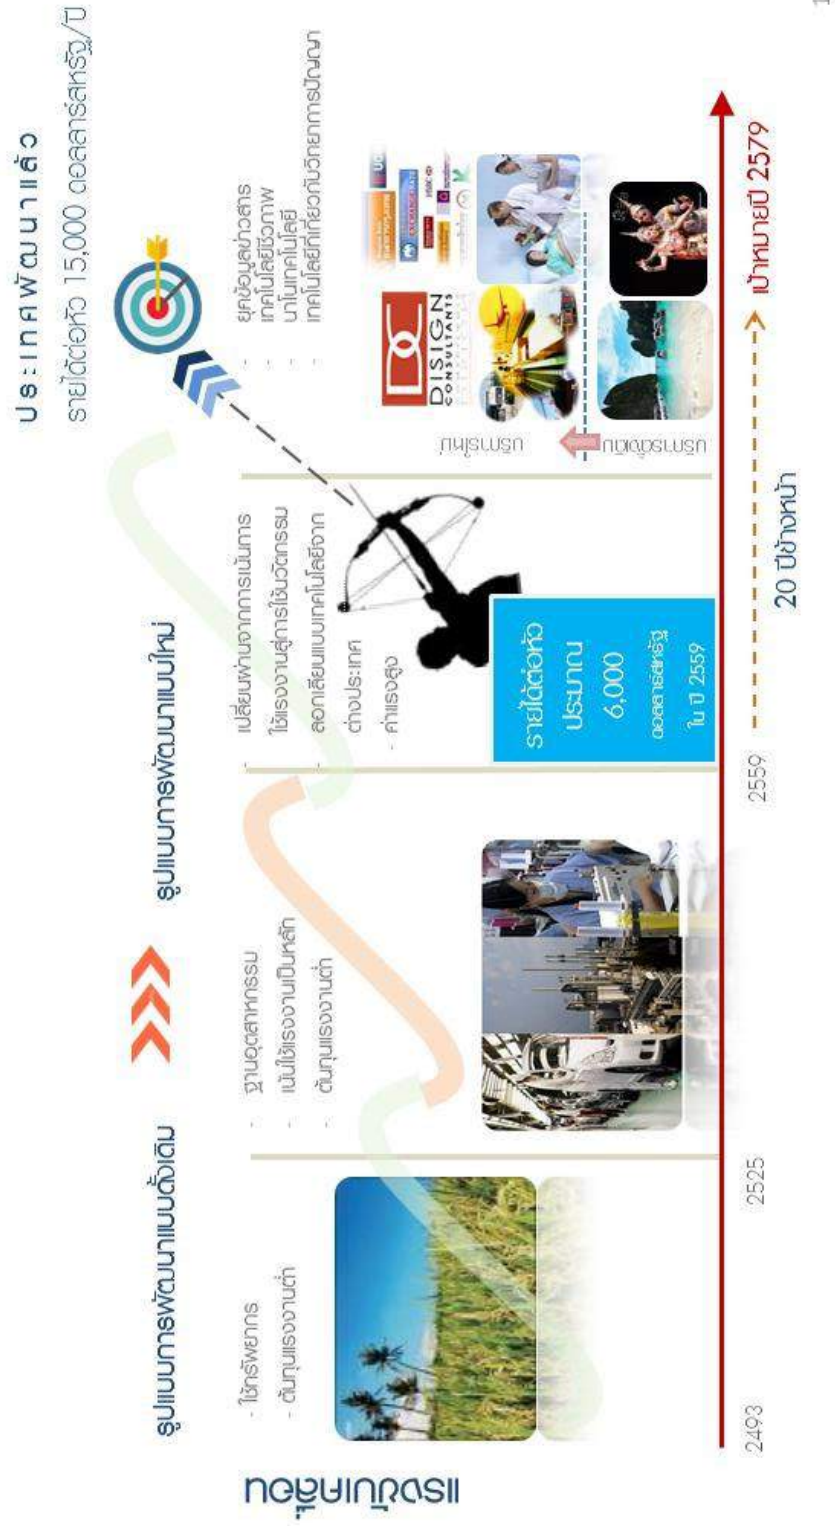 ประเทศพัฒนาแล้ว
รายได้ต่อหัว 15,000 ดอลลาร์สหรัฐ/ปี
รูปแบบการพัฒนาแบบดั้งเดิม
รูปแบบการพัฒนาแบบใหม่
แรงขับเคลื่อน
- ใช้ทรัพยากร
- ต้นทุนแรงงานต่ำ
- ฐานอุตสาหกรรม
- เน้นใช้แรงงานเป็นหลัก
- ต้นทุนแรงงานต่ำ
- เปลี่ยนผ่านจากการเน้นการ
ใช้แรงงานสู่การใช้นวัตกรรม
- ลอกเลียนแบบเทคโนโลยีจาก
ต่างประเทศ
- ค่าแรงสูง
- ยุคข้อมูลข่าวสาร
- เทคโนโลยีชีวภาพ
- นาโนเทคโนโลยี
- เทคโนโลยีที่เกี่ยวกับวิทยาการปัญญา
รายได้ต่อหัว
ประมาณ
6,000
ดอลลาร์สหรัฐ
ใน ปี 2559
บริการใหม่
บริการดั้งเดิม
DC
DISIGN
CONSULTANTS
EXCHANGE RATE
HSBC
2493
2525
2559
เป้าหมายปี 2579
20 ปีข้างหน้า
1